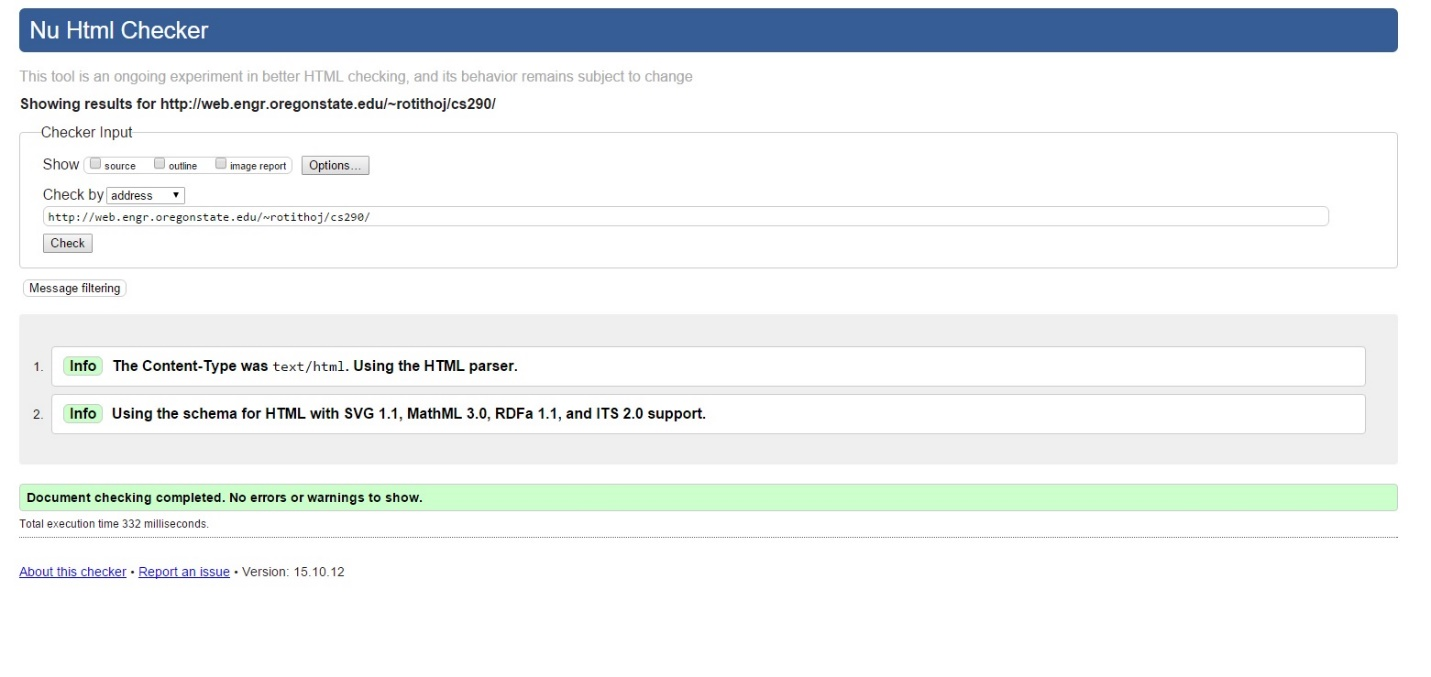 Nu Html Checker
This tool is an ongoing experiment in better HTML checking, and its behavior remains subject to change
Showing results for http://web.engr.oregonstate.edu/~rotithoj/cs290/
Checker Input
Show source outline image report Options...
Check by address
http://web.engr.oregonstate.edu/~rotithoj/cs290/
Check
Message filtering
1. Info The Content-Type was text/html. Using the HTML parser.
2. Info Using the schema for HTML with SVG 1.1, MathML 3.0, RDFa 1.1, and ITS 2.0 support.
Document checking completed. No errors or warnings to show.
Total execution time 332 milliseconds.
About this checker • Report an issue • Version: 15.10.12